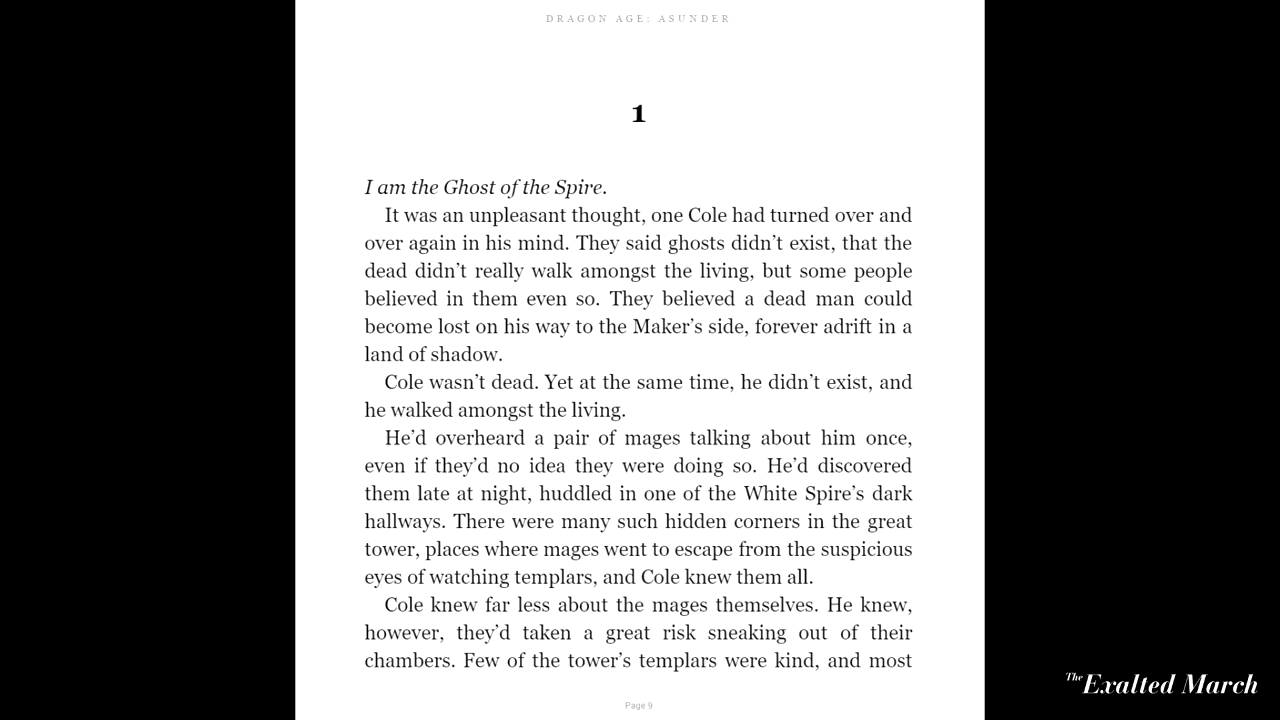 DRAGON AGE: ASUNDER
1
I am the Ghost of the Spire.
It was an unpleasant thought, one Cole had turned over and
over again in his mind. They said ghosts didn’t exist, that the
dead didn’t really walk amongst the living, but some people
believed in them even so. They believed a dead man could
become lost on his way to the Maker’s side, forever adrift in a
land of shadow.
Cole wasn’t dead. Yet at the same time, he didn’t exist, and
he walked amongst the living.
He’d overheard a pair of mages talking about him once,
even if they’d no idea they were doing so. He’d discovered
them late at night, huddled in one of the White Spire’s dark
hallways. There were many such hidden corners in the great
tower, places where mages went to escape from the suspicious
eyes of watching templars, and Cole knew them all.
Cole knew far less about the mages themselves. He knew,
however, they’d taken a great risk sneaking out of their
chambers. Few of the tower’s templars were kind, and most
Page 9
The Exalted March